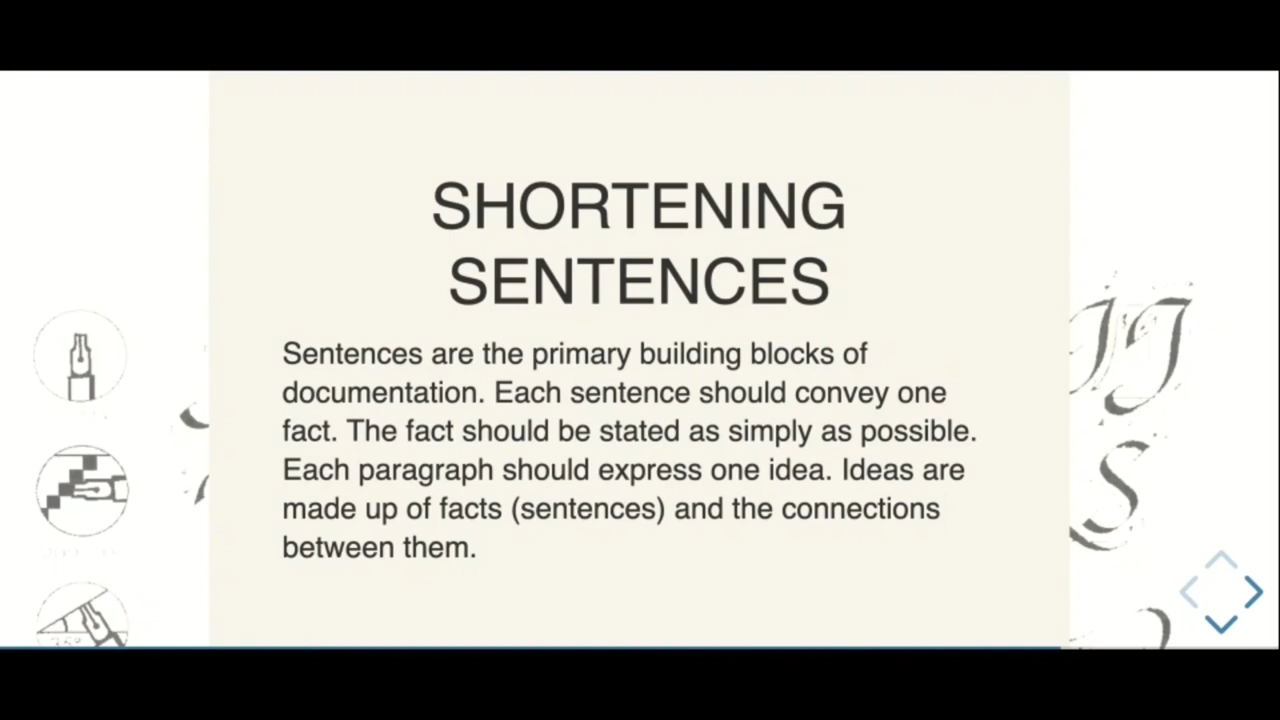 SHORTENING
SENTENCES
Sentences are the primary building blocks of
documentation. Each sentence should convey one
fact. The fact should be stated as simply as possible.
Each paragraph should express one idea. Ideas are
made up of facts (sentences) and the connections
between them.